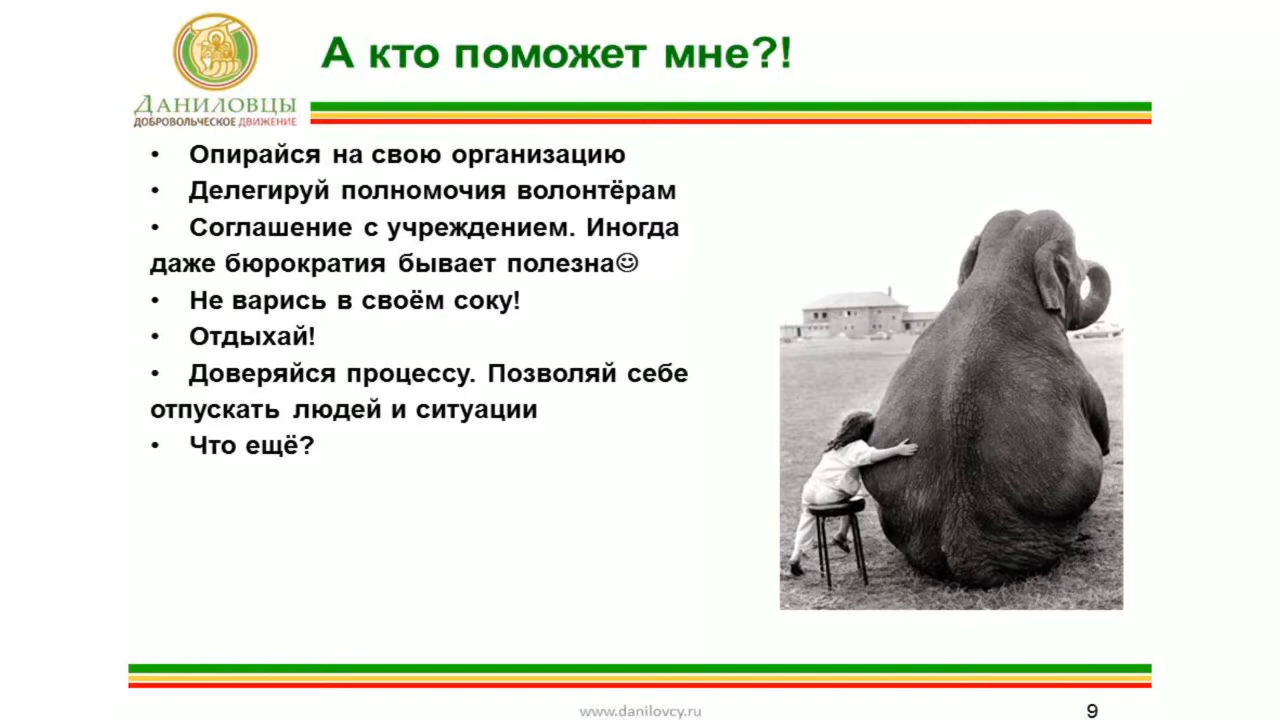 ДАНИЛОВЦЫ
ДОБРОВОЛЬЧЕСКОЕ ДВИЖЕНИЕ
А кто поможет мне?!
• Опирайся на свою организацию
• Делегируй полномочия волонтёрам
• Соглашение с учреждением. Иногда
даже бюрократия бывает полезна☺
• Не варись в своём соку!
• Отдыхай!
• Доверяйся процессу. Позволяй себе
отпускать людей и ситуации
• Что ещё?
www.danilovcy.ru
9